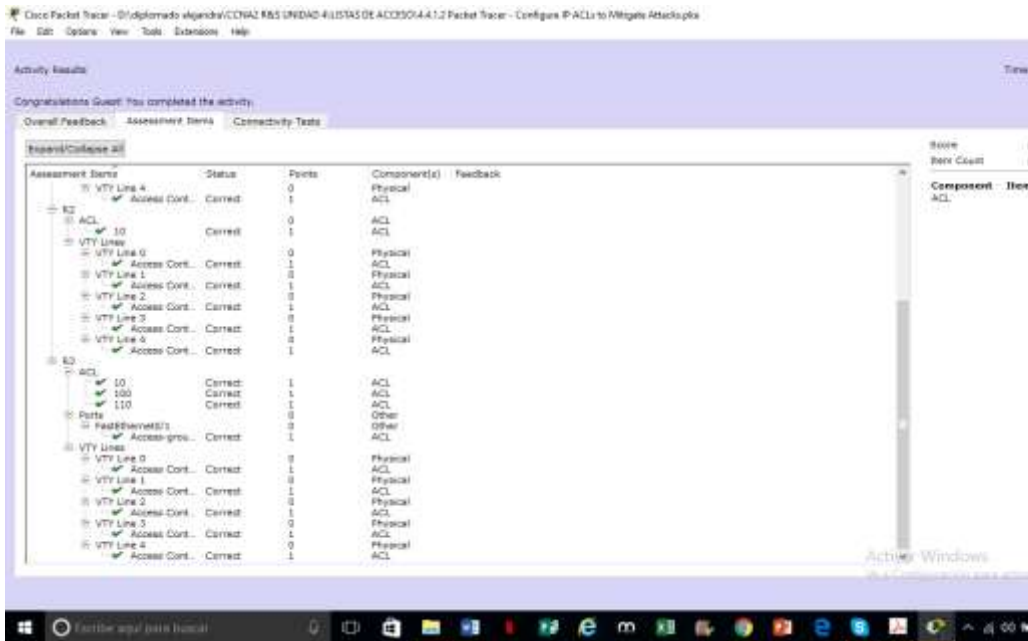 Cisco Packet Tracer - D:\diplomado alejandra\CCNA2 R&S UNIDAD 4\LISTAS DE ACCESO\4.4.1.2 Packet Tracer - Configure IP ACLs to Mitigate Attacks.pka
File Edit Options View Tools Extensions Help
Activity Results Time
Congratulations Guest! You completed the activity.
Overall Feedback Assessment Items Connectivity Tests
Expand/Collapse All
Score
Item Count
Assessment Items Status Points Component(s) Feedback
Component Item
ACL
VTY Line 4 0 Physical
Access Cont... Correct 1 ACL
R2
ACL 0 ACL
10 Correct 1 ACL
VTY Lines
VTY Line 0 0 Physical
Access Cont... Correct 1 ACL
VTY Line 1 0 Physical
Access Cont... Correct 1 ACL
VTY Line 2 0 Physical
Access Cont... Correct 1 ACL
VTY Line 3 0 Physical
Access Cont... Correct 1 ACL
VTY Line 4 0 Physical
Access Cont... Correct 1 ACL
ACL
10 Correct 1 ACL
100 Correct 1 ACL
110 Correct 1 ACL
Ports 0 Other
FastEthernet0/1 0 Other
Access-grou... Correct 1 ACL
VTY Lines
VTY Line 0 0 Physical
Access Cont... Correct 1 ACL
VTY Line 1 0 Physical
Access Cont... Correct 1 ACL
VTY Line 2 0 Physical
Access Cont... Correct 1 ACL
VTY Line 3 0 Physical
Access Cont... Correct 1 ACL
VTY Line 4 0 Physical
Access Cont... Correct 1 ACL
Activar Windows
Escribe aquí para buscar